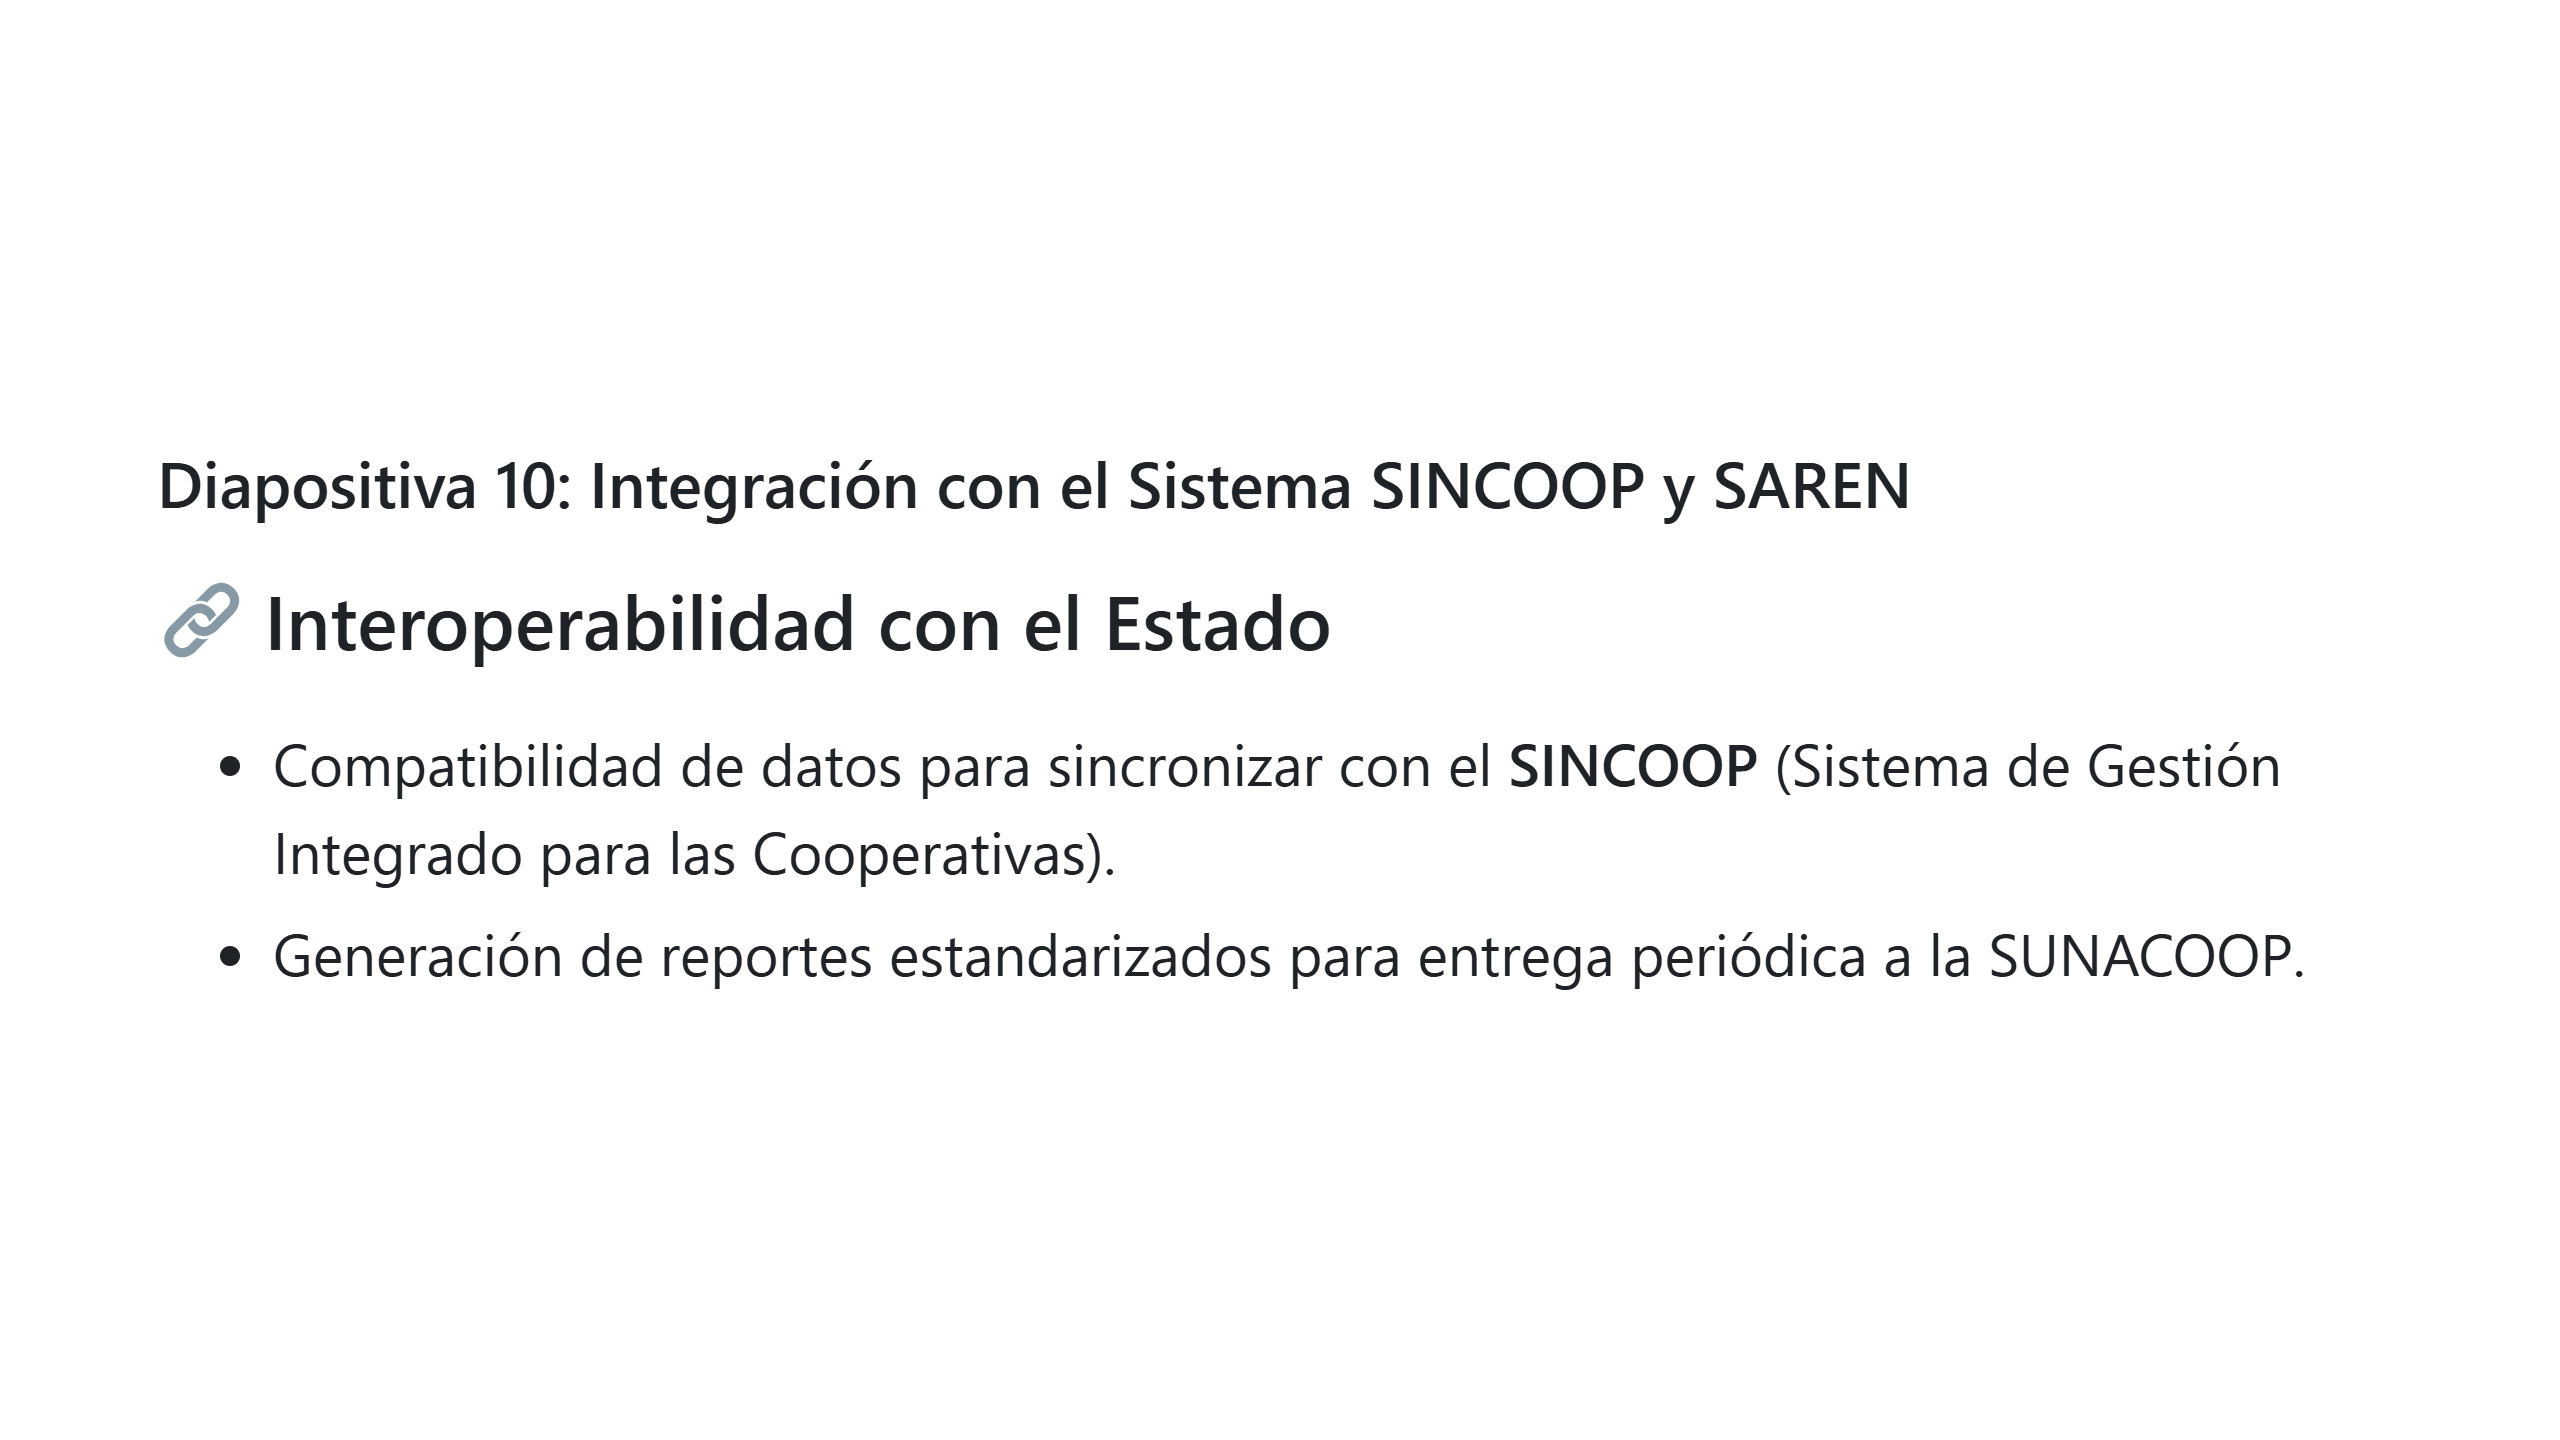 Diapositiva 10: Integración con el Sistema SINCOOP y SAREN
🔗 Interoperabilidad con el Estado
• Compatibilidad de datos para sincronizar con el SINCOOP (Sistema de Gestión
Integrado para las Cooperativas).
• Generación de reportes estandarizados para entrega periódica a la SUNACOOP.